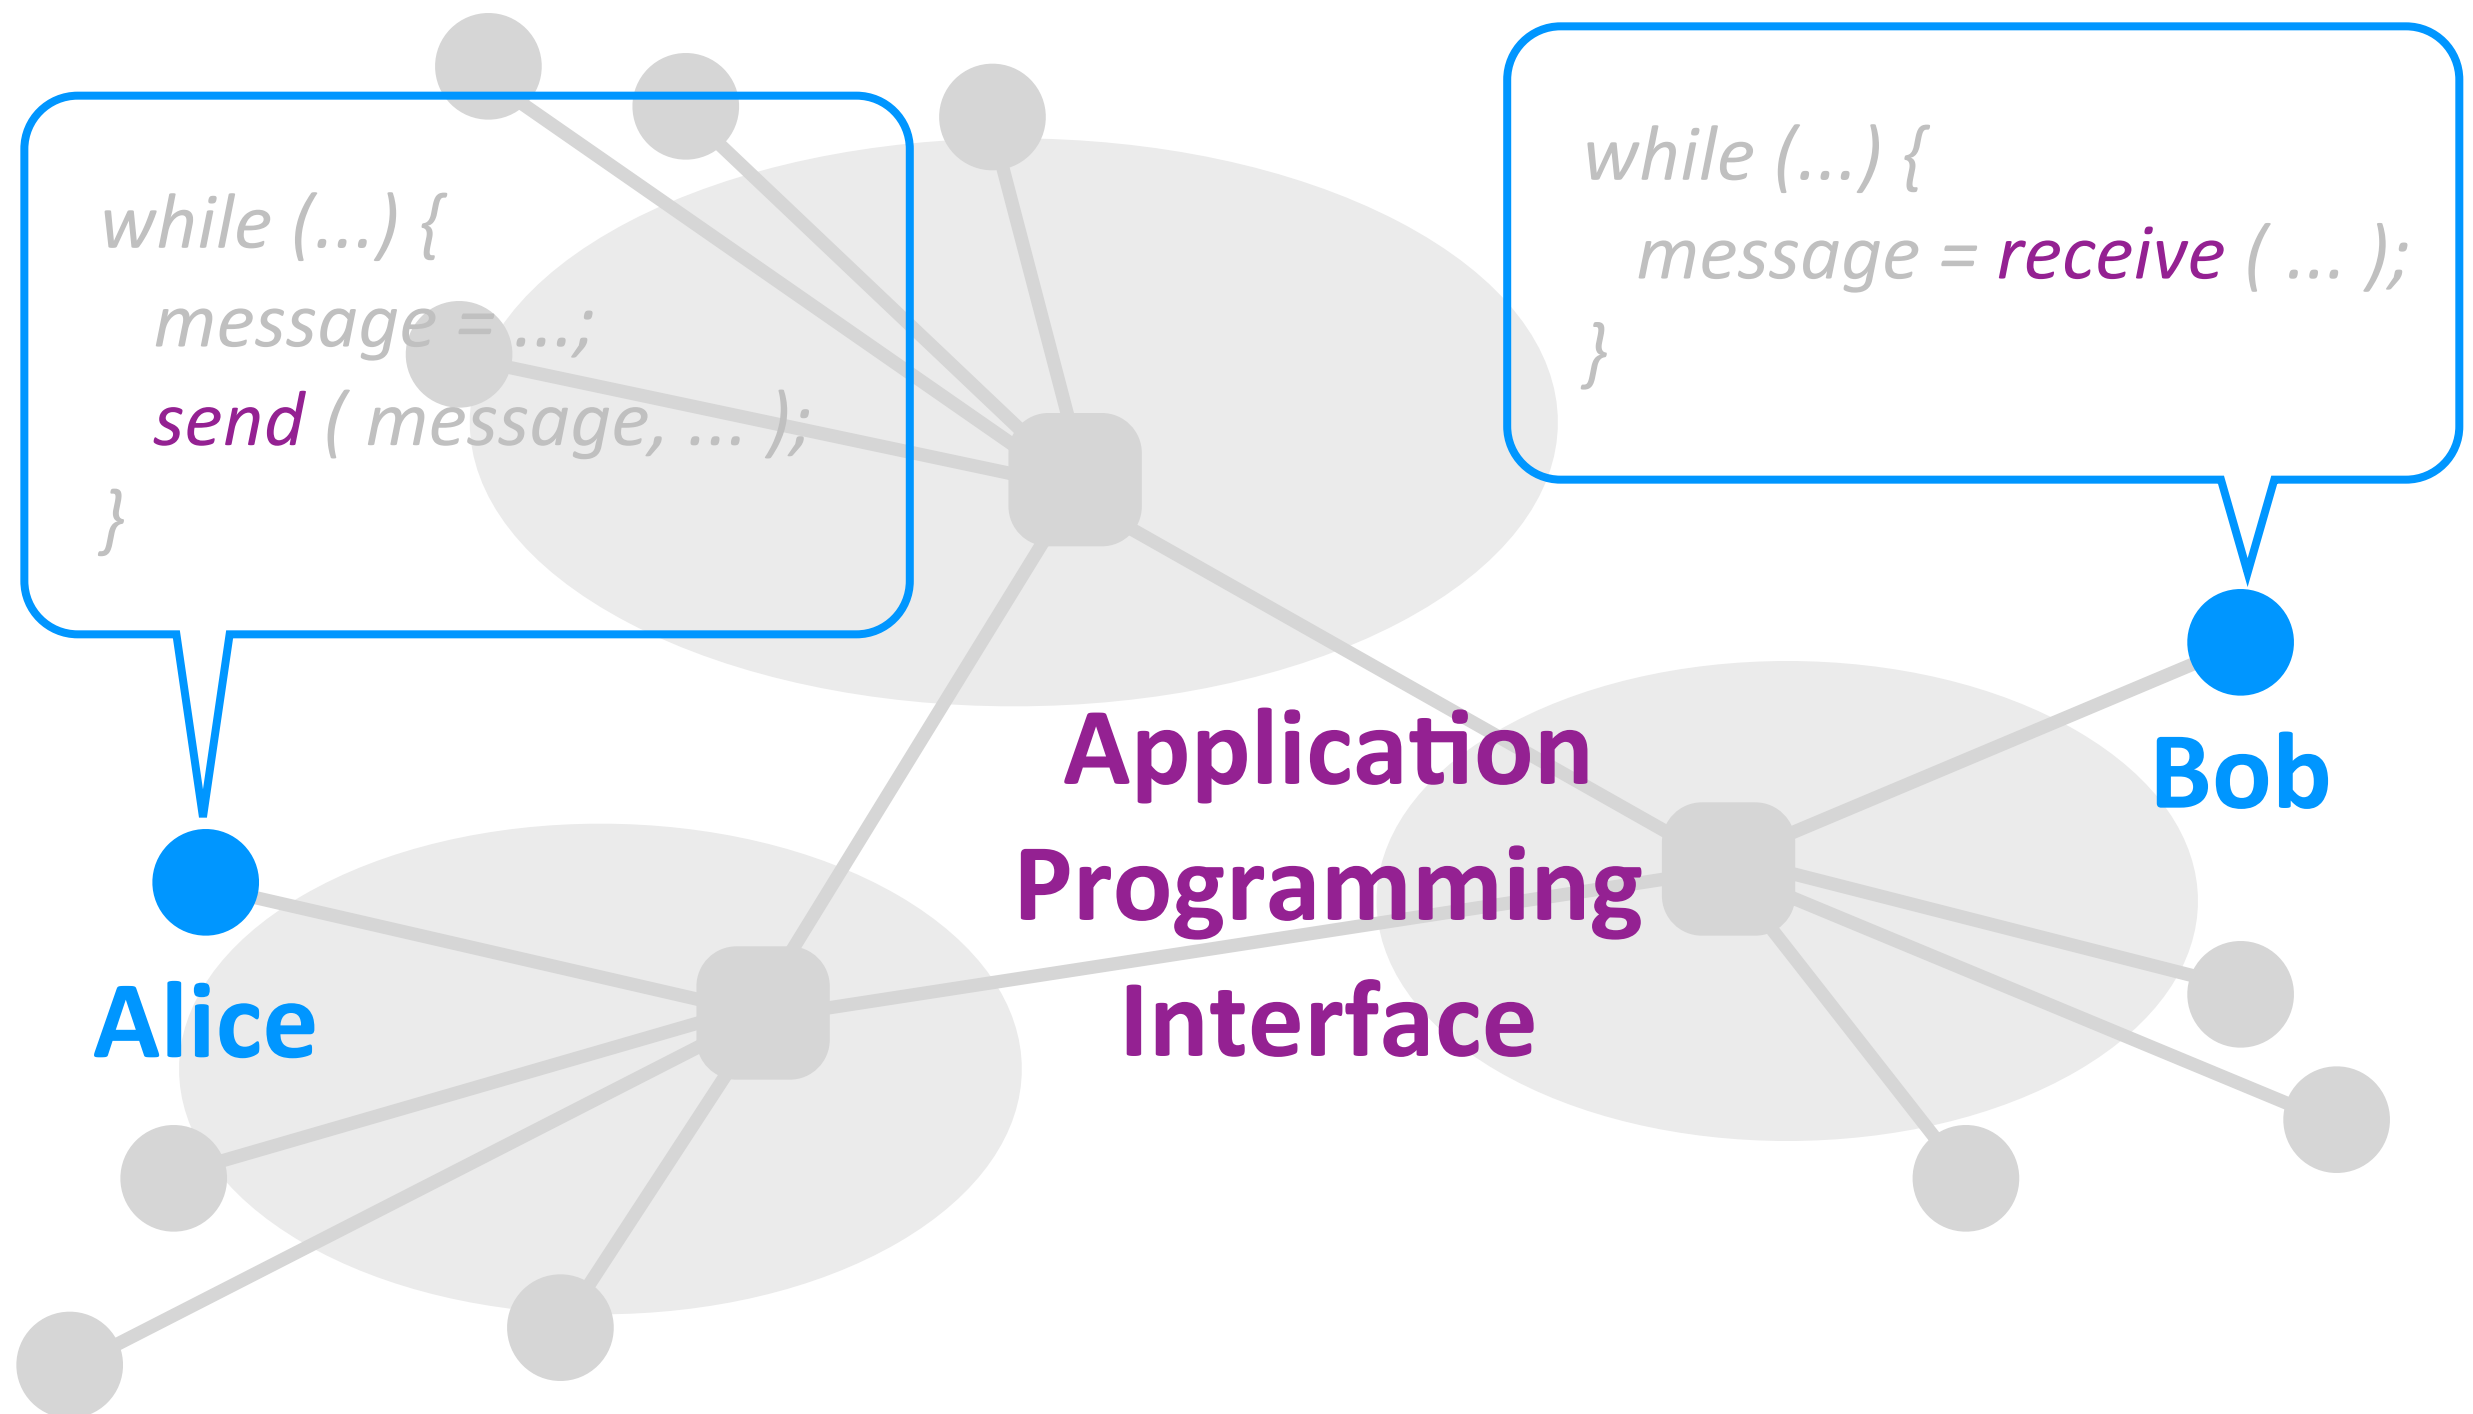 while (...) {
message = ...;
send ( message, ... );
}
while (...) {
message = receive ( ... );
}
Application
Programming
Interface
Bob
Alice